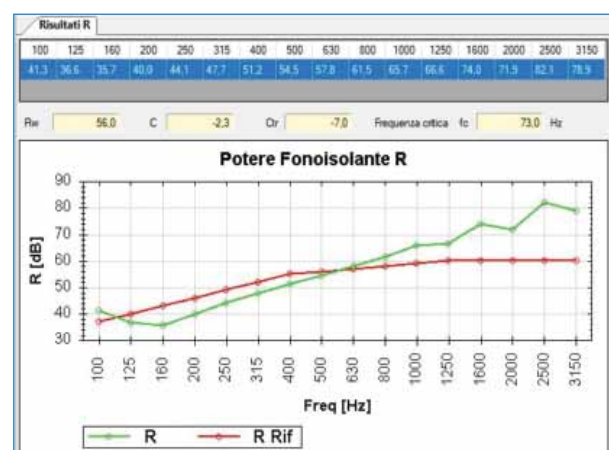 Risultati R
100 125 160 200 250 315 400 500 630 800 1000 1250 1600 2000 2500 3150
41,3 36,6 35,7 40,0 44,1 47,7 51,2 54,5 57,8 61,5 65,7 66,6 74,0 71,9 82,1 78,9
Rw 56,0 C -2,3 Ctr -7,0 Frequenza critica fc 73,0 Hz
Potere Fonoisolante R
90
80
70
60
50
40
30
R [dB]
100 125 160 200 250 315 400 500 630 800 1000 1250 1600 2000 2500 3150
Freq [Hz]
R R Rif